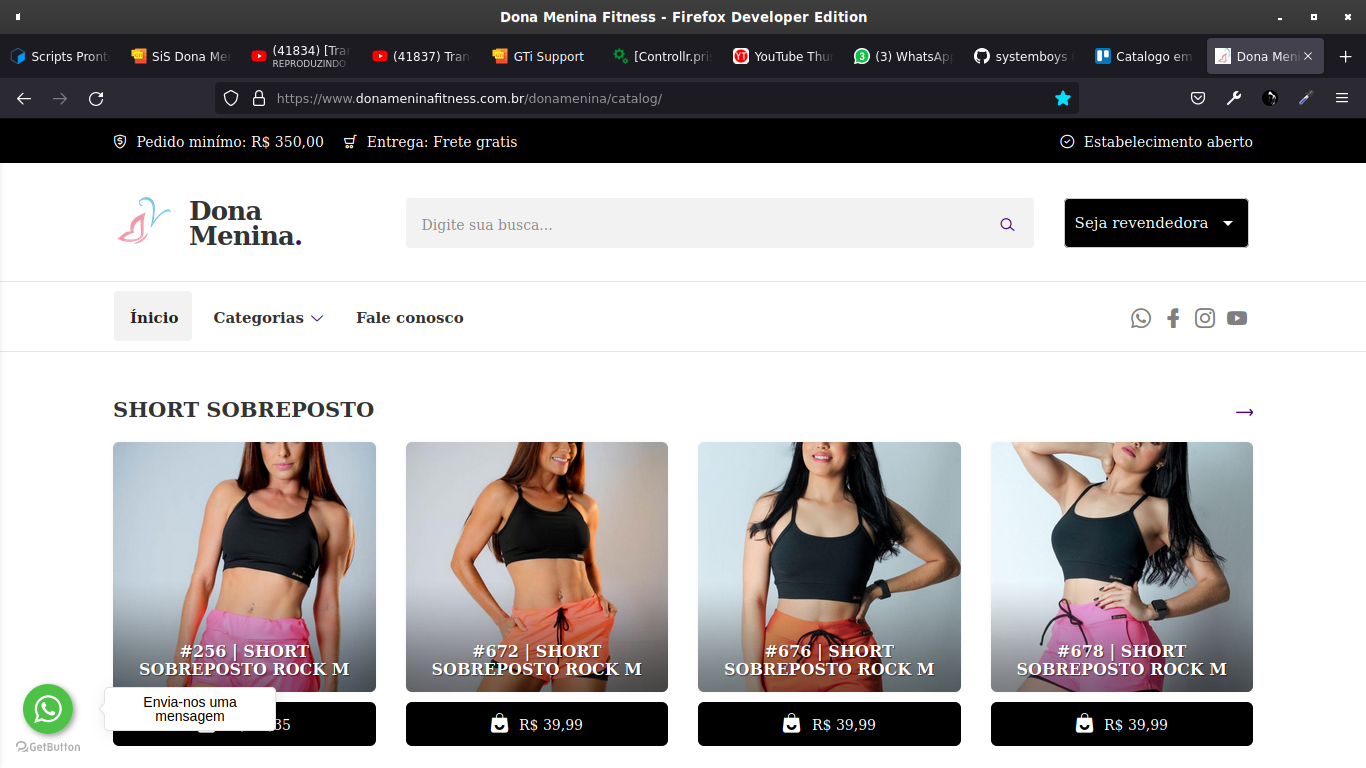 Dona Menina Fitness - Firefox Developer Edition
Scripts Pront
SiS Dona Me
(41834) [Tran
REPRODUZINDO
(41837) Tran
GTi Support
[Controllr.pri
YouTube Thu
(3) WhatsAp
systemboys
Catalogo em
Dona Meni
https://www.donameninafitness.com.br/donamenina/catalog/
Pedido minímo: R$ 350,00
Entrega: Frete gratis
Estabelecimento aberto
Dona
Menina.
Digite sua busca...
Seja revendedora
Ínicio
Categorias
Fale conosco
SHORT SOBREPOSTO
#256 | SHORT
SOBREPOSTO ROCK M
#672 | SHORT
SOBREPOSTO ROCK M
#676 | SHORT
SOBREPOSTO ROCK M
#678 | SHORT
SOBREPOSTO ROCK M
Envia-nos uma
mensagem
35
R$ 39,99
R$ 39,99
R$ 39,99
GetButton